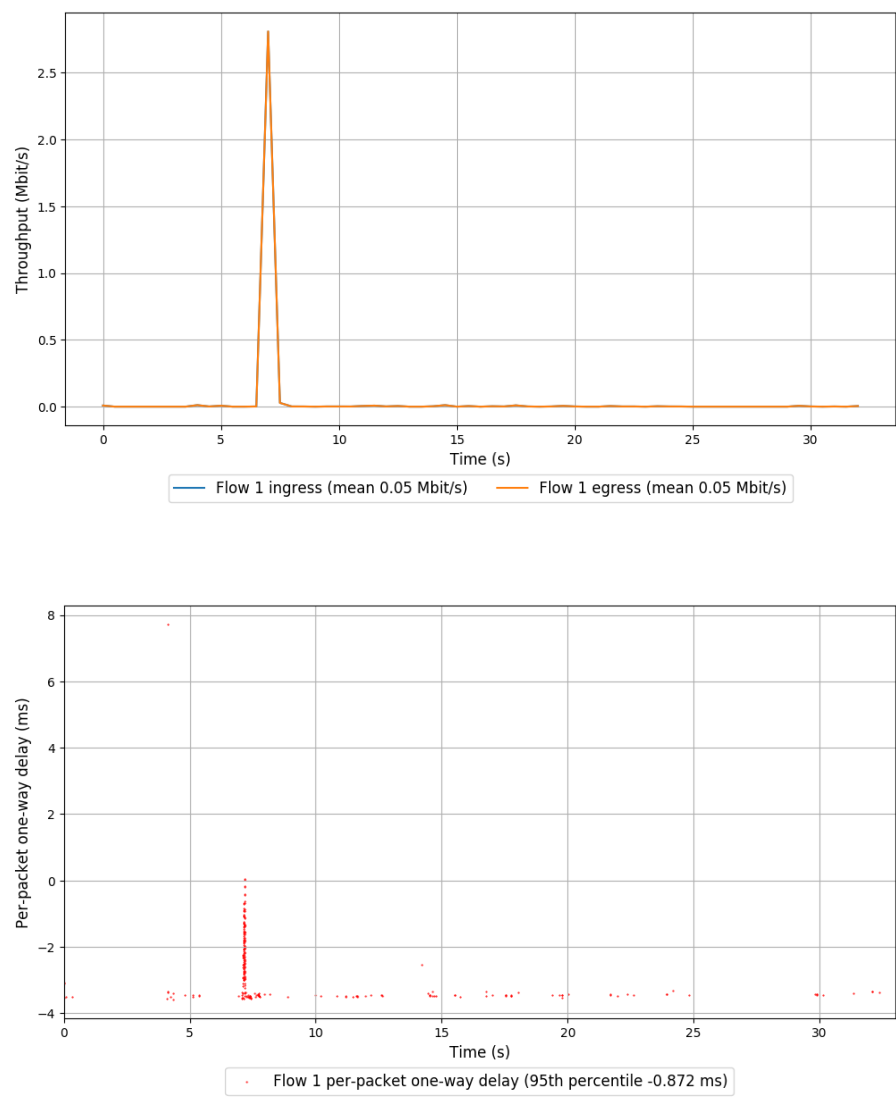 2.5
2.0
1.5
1.0
0.5
0.0
Throughput (Mbit/s)
0 5 10 15 20 25 30
Time (s)
Flow 1 ingress (mean 0.05 Mbit/s) Flow 1 egress (mean 0.05 Mbit/s)
8
6
4
2
0
−2
−4
Per-packet one-way delay (ms)
0 5 10 15 20 25 30
Time (s)
Flow 1 per-packet one-way delay (95th percentile -0.872 ms)